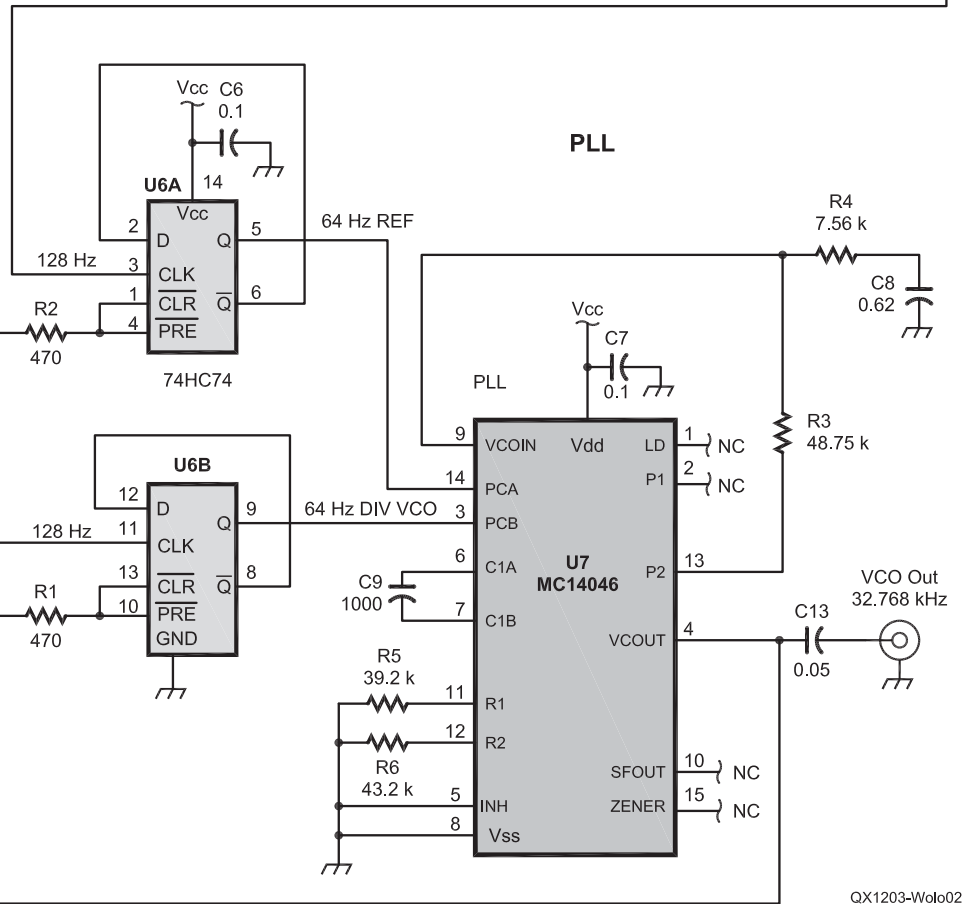 Vcc
C6
0.1
PLL
U6A
14
Vcc
2
D
Q
5
64 Hz REF
R4
7.56 k
128 Hz
3
CLK
1
CLR
Q
6
C8
0.62
R2
470
4
PRE
74HC74
Vcc
C7
0.1
PLL
R3
48.75 k
9
VCOIN
Vdd
LD
1
NC
14
PCA
P1
2
NC
U6B
12
D
Q
9
64 Hz DIV VCO
3
PCB
128 Hz
11
CLK
U7
MC14046
6
C1A
P2
13
13
CLR
Q
8
C9
1000
7
C1B
VCO Out
32.768 kHz
R1
470
10
PRE
GND
VCOUT
4
C13
0.05
R5
39.2 k
11
R1
12
R2
R6
43.2 k
SFOUT
10
NC
5
INH
ZENER
15
NC
8
Vss
QX1203-Wolo02